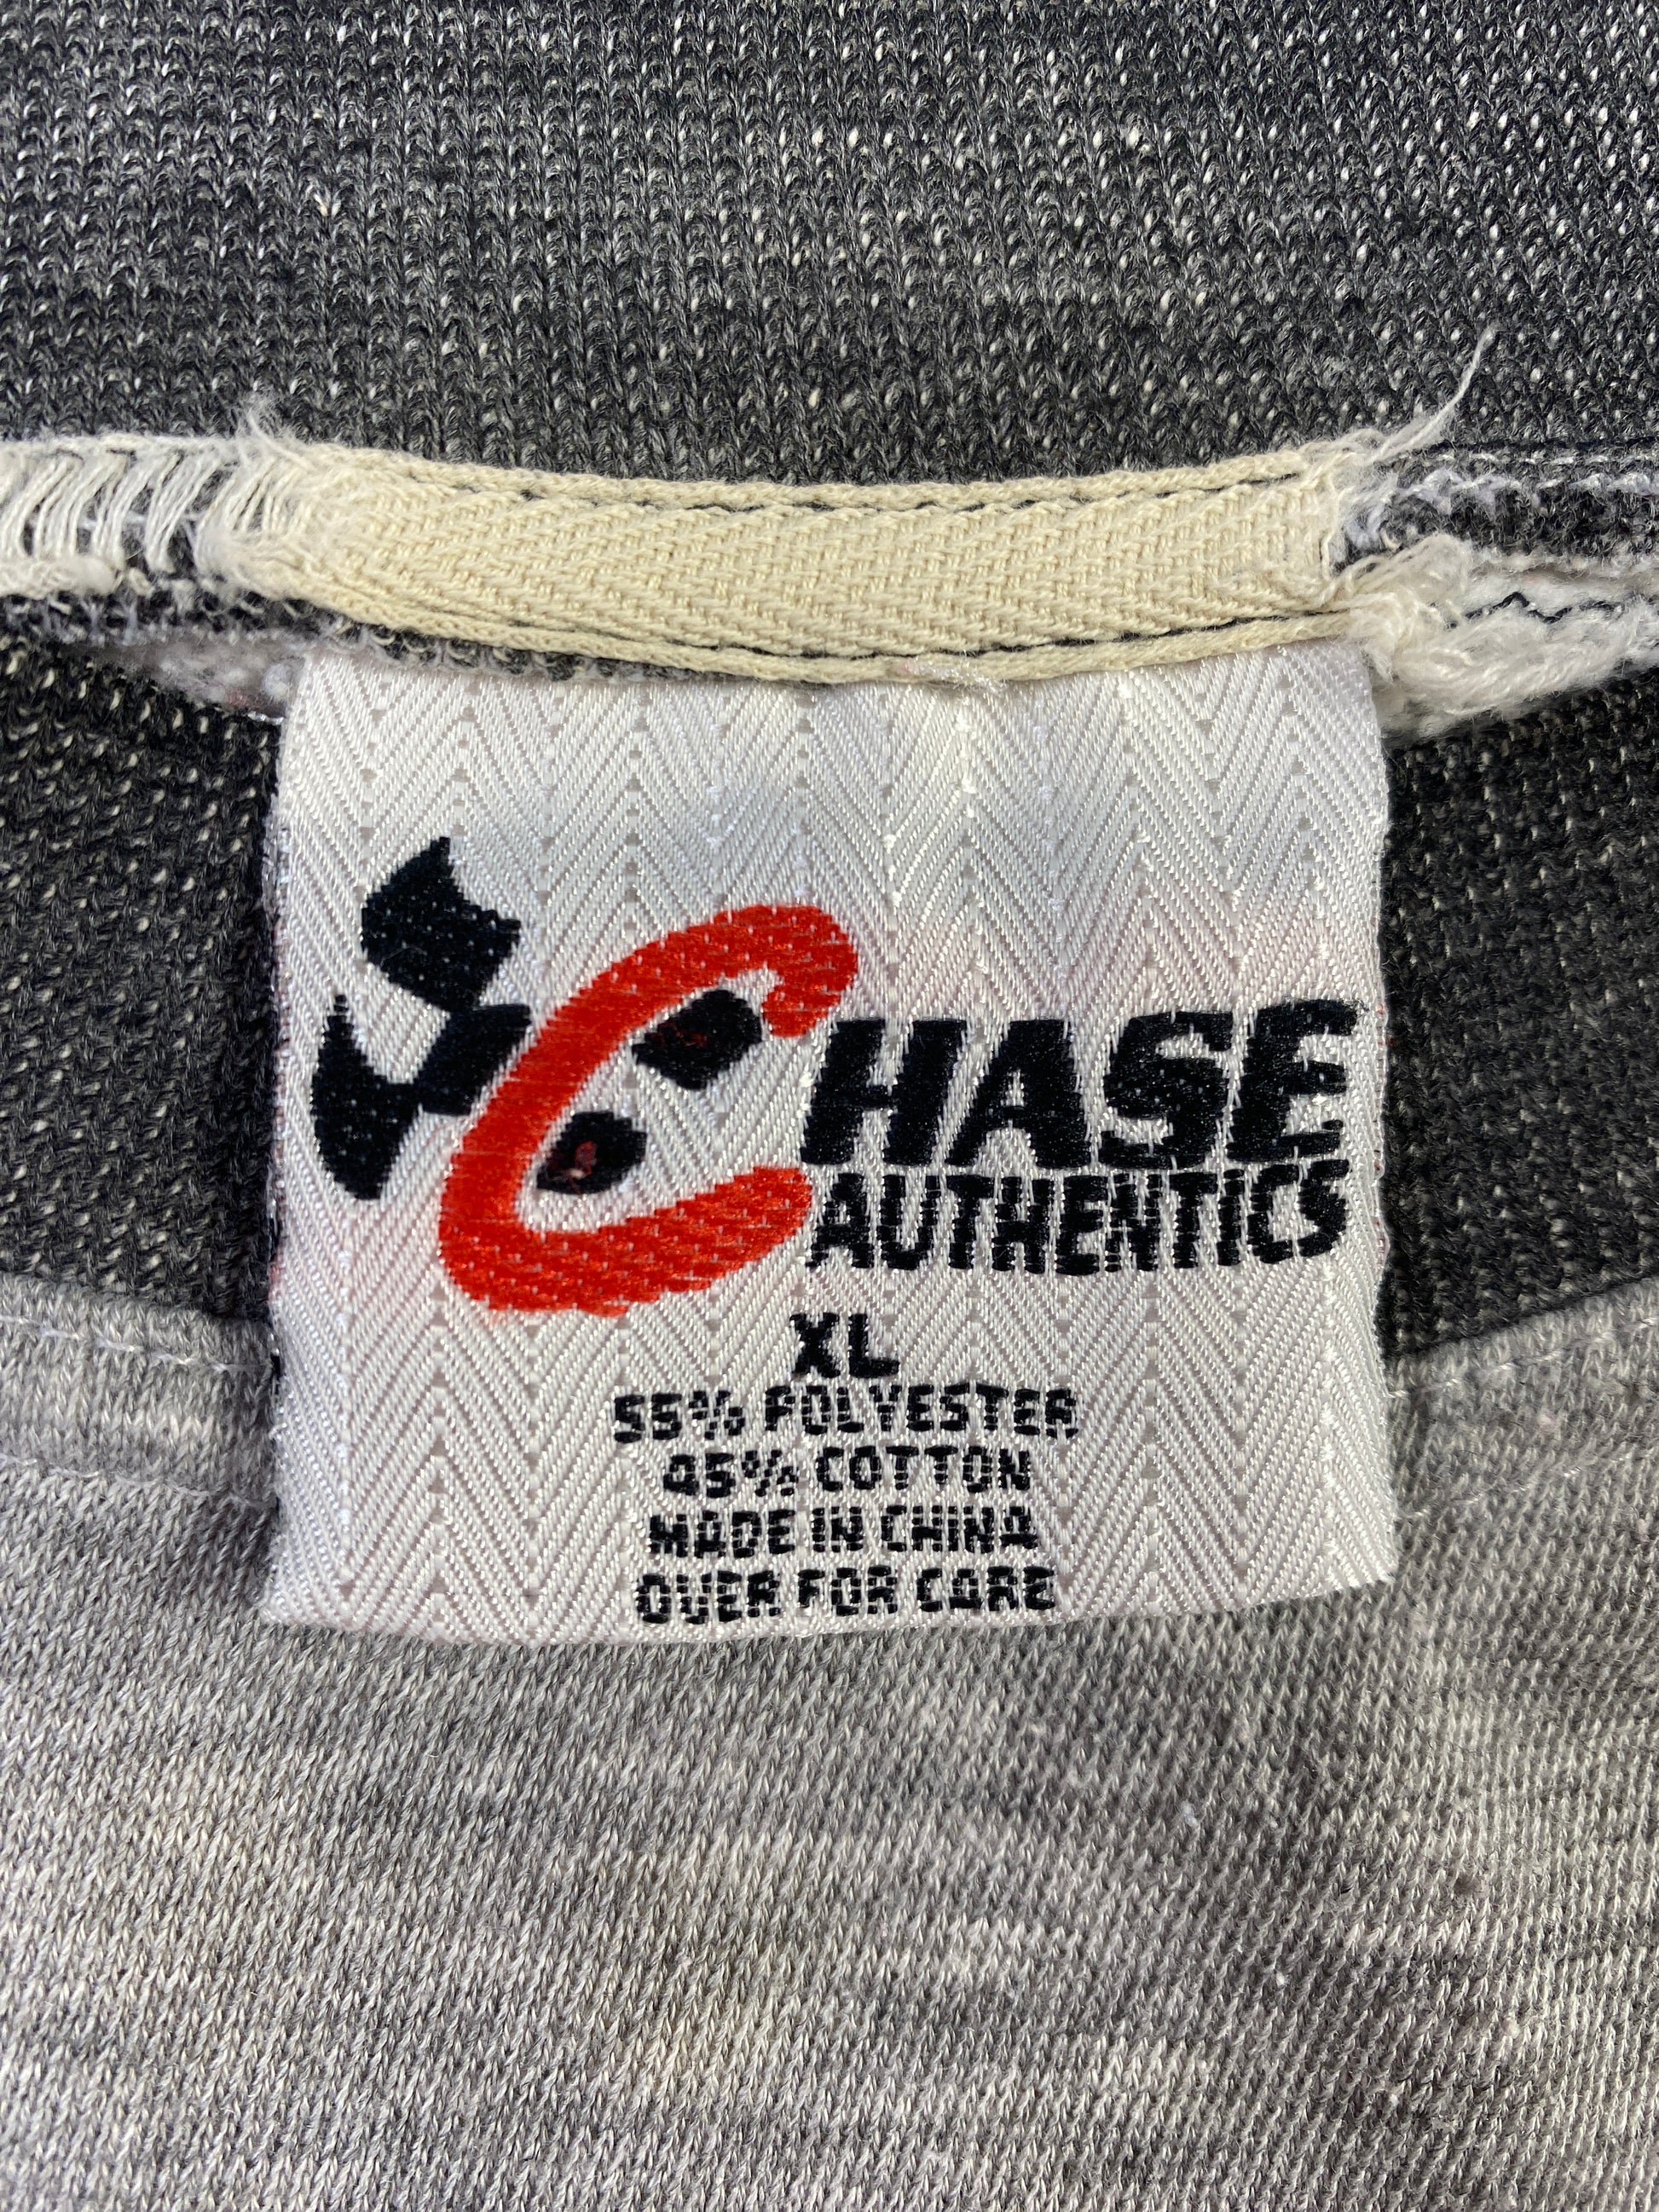 CHASE
AUTHENTICS
XL
55% POLYESTER
45% COTTON
MADE IN CHINA
OVER FOR CARE